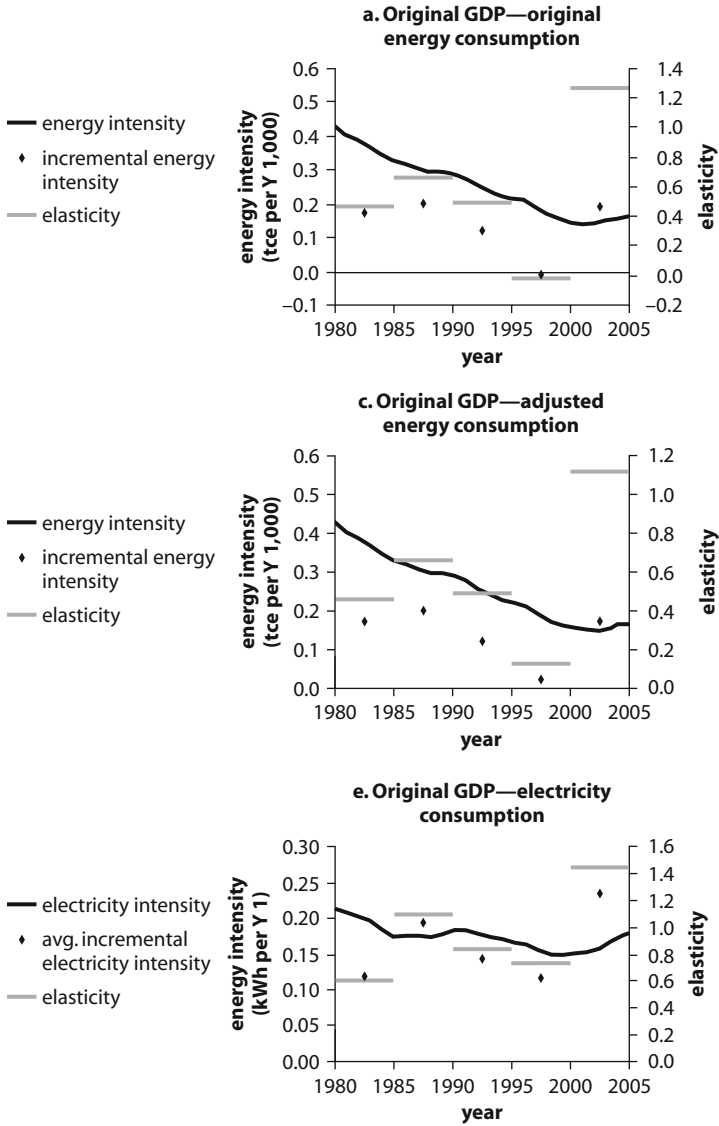 a. Original GDP—original
energy consumption
energy intensity
incremental energy
intensity
elasticity
energy intensity
(tce per Y 1,000)
0.6
0.5
0.4
0.3
0.2
0.1
0.0
–0.1
1.4
1.2
1.0
0.8
0.6
0.4
0.2
0.0
–0.2
elasticity
1980 1985 1990 1995 2000 2005
year
c. Original GDP—adjusted
energy consumption
energy intensity
incremental energy
intensity
elasticity
energy intensity
(tce per Y 1,000)
0.6
0.5
0.4
0.3
0.2
0.1
0.0
1.2
1.0
0.8
0.6
0.4
0.2
0.0
elasticity
1980 1985 1990 1995 2000 2005
year
e. Original GDP—electricity
consumption
electricity intensity
avg. incremental
electricity intensity
elasticity
energy intensity
(kWh per Y 1)
0.30
0.25
0.20
0.15
0.10
0.05
0.00
1.6
1.4
1.2
1.0
0.8
0.6
0.4
0.2
0.0
elasticity
1980 1985 1990 1995 2000 2005
year